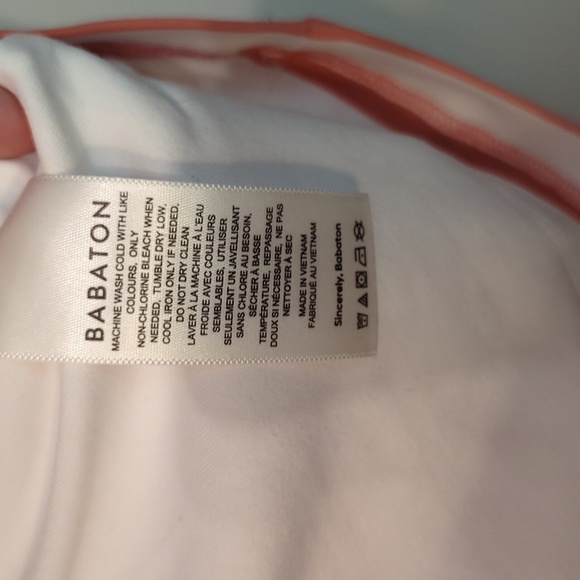 BABATON
MACHINE WASH COLD WITH LIKE
COLOURS, ONLY
NON-CHLORINE BLEACH WHEN
NEEDED, TUMBLE DRY LOW,
COOL IRON ONLY IF NEEDED,
DO NOT DRY CLEAN
LAVER À LA MACHINE À L'EAU
FROIDE AVEC COULEURS
SEMBLABLES, UTILISER
SEULEMENT UN JAVELLISANT
SANS CHLORE AU BESOIN,
SÉCHER À BASSE
TEMPÉRATURE, REPASSAGE
DOUX SI NÉCESSAIRE, NE PAS
NETTOYER À SEC
MADE IN VIETNAM
FABRIQUÉ AU VIETNAM
Sincerely, Babaton